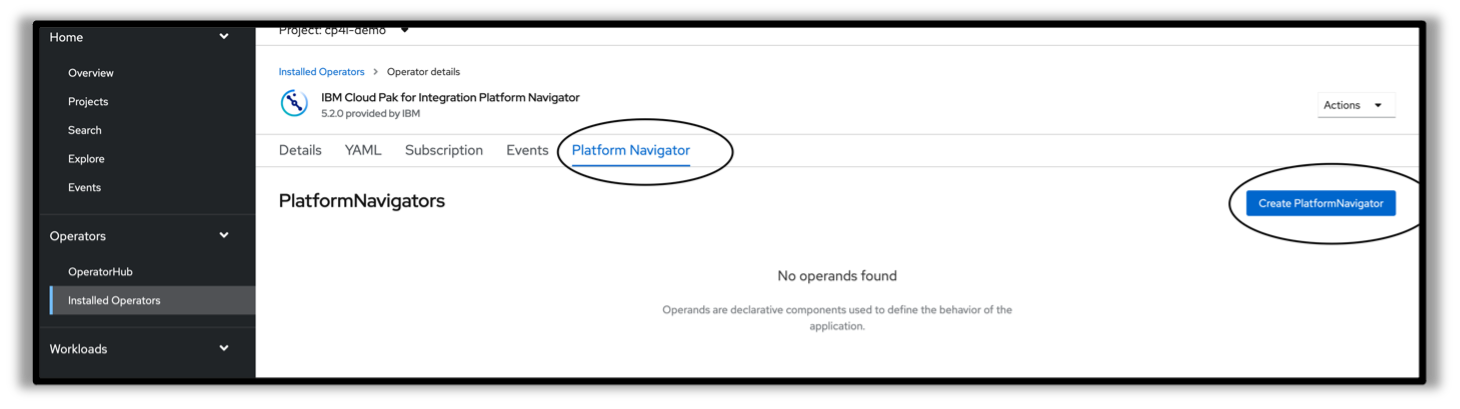 Home
Project: cp4i-demo
Overview
Installed Operators > Operator details
Projects
IBM Cloud Pak for Integration Platform Navigator
5.2.0 provided by IBM
Actions
Search
Explore
Details YAML Subscription Events Platform Navigator
Events
PlatformNavigators
Create PlatformNavigator
Operators
OperatorHub
No operands found
Installed Operators
Operands are declarative components used to define the behavior of the
application.
Workloads